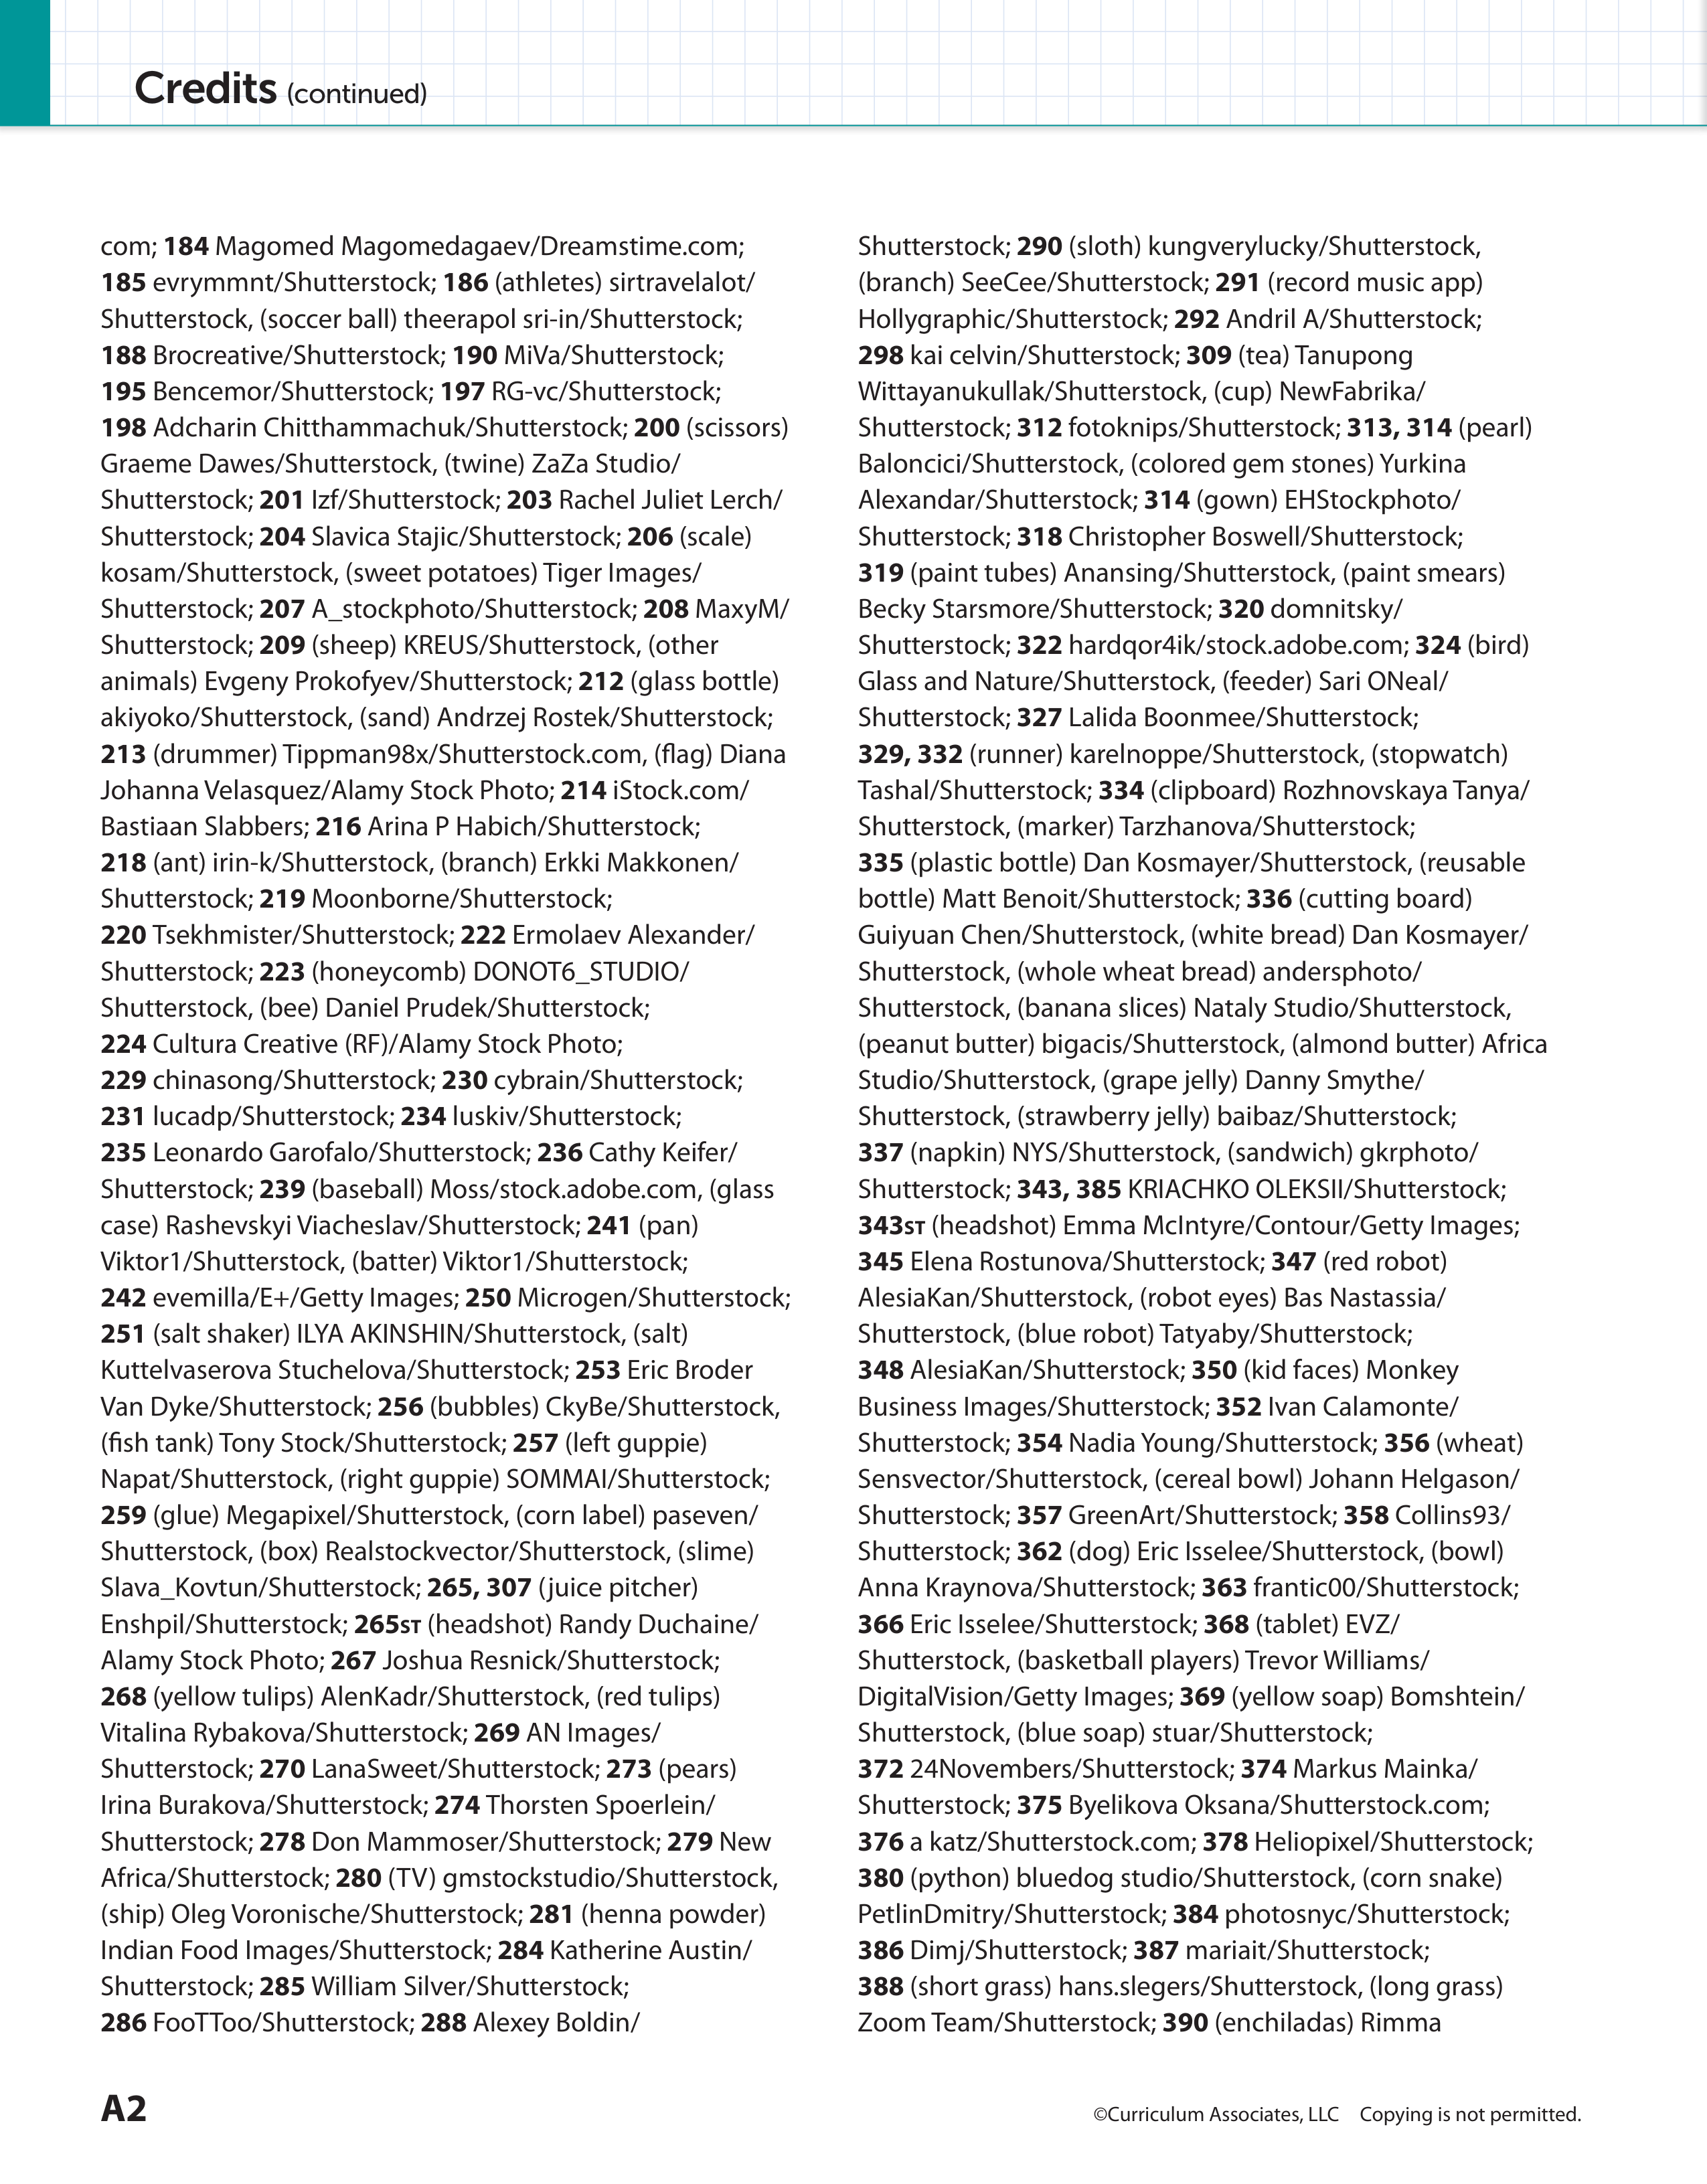 Credits (continued)
com; 184 Magomed Magomedagaev/Dreamstime.com;
185 evrymmnt/Shutterstock; 186 (athletes) sirtravelalot/
Shutterstock, (soccer ball) theerapol sri-in/Shutterstock;
188 Brocreative/Shutterstock; 190 MiVa/Shutterstock;
195 Bencemor/Shutterstock; 197 RG-vc/Shutterstock;
198 Adcharin Chitthammachuk/Shutterstock; 200 (scissors)
Graeme Dawes/Shutterstock, (twine) ZaZa Studio/
Shutterstock; 201 Izf/Shutterstock; 203 Rachel Juliet Lerch/
Shutterstock; 204 Slavica Stajic/Shutterstock; 206 (scale)
kosam/Shutterstock, (sweet potatoes) Tiger Images/
Shutterstock; 207 A_stockphoto/Shutterstock; 208 MaxyM/
Shutterstock; 209 (sheep) KREUS/Shutterstock, (other
animals) Evgeny Prokofyev/Shutterstock; 212 (glass bottle)
akiyoko/Shutterstock, (sand) Andrzej Rostek/Shutterstock;
213 (drummer) Tippman98x/Shutterstock.com, (flag) Diana
Johanna Velasquez/Alamy Stock Photo; 214 iStock.com/
Bastiaan Slabbers; 216 Arina P Habich/Shutterstock;
218 (ant) irin-k/Shutterstock, (branch) Erkki Makkonen/
Shutterstock; 219 Moonborne/Shutterstock;
220 Tsekhmister/Shutterstock; 222 Ermolaev Alexander/
Shutterstock; 223 (honeycomb) DONOT6_STUDIO/
Shutterstock, (bee) Daniel Prudek/Shutterstock;
224 Cultura Creative (RF)/Alamy Stock Photo;
229 chinasong/Shutterstock; 230 cybrain/Shutterstock;
231 lucadp/Shutterstock; 234 luskiv/Shutterstock;
235 Leonardo Garofalo/Shutterstock; 236 Cathy Keifer/
Shutterstock; 239 (baseball) Moss/stock.adobe.com, (glass
case) Rashevskyi Viacheslav/Shutterstock; 241 (pan)
Viktor1/Shutterstock, (batter) Viktor1/Shutterstock;
242 evemilla/E+/Getty Images; 250 Microgen/Shutterstock;
251 (salt shaker) ILYA AKINSHIN/Shutterstock, (salt)
Kuttelvaserova Stuchelova/Shutterstock; 253 Eric Broder
Van Dyke/Shutterstock; 256 (bubbles) CkyBe/Shutterstock,
(fish tank) Tony Stock/Shutterstock; 257 (left guppie)
Napat/Shutterstock, (right guppie) SOMMAI/Shutterstock;
259 (glue) Megapixel/Shutterstock, (corn label) paseven/
Shutterstock, (box) Realstockvector/Shutterstock, (slime)
Slava_Kovtun/Shutterstock; 265, 307 (juice pitcher)
Enshpil/Shutterstock; 265ST (headshot) Randy Duchaine/
Alamy Stock Photo; 267 Joshua Resnick/Shutterstock;
268 (yellow tulips) AlenKadr/Shutterstock, (red tulips)
Vitalina Rybakova/Shutterstock; 269 AN Images/
Shutterstock; 270 LanaSweet/Shutterstock; 273 (pears)
Irina Burakova/Shutterstock; 274 Thorsten Spoerlein/
Shutterstock; 278 Don Mammoser/Shutterstock; 279 New
Africa/Shutterstock; 280 (TV) gmstockstudio/Shutterstock,
(ship) Oleg Voronische/Shutterstock; 281 (henna powder)
Indian Food Images/Shutterstock; 284 Katherine Austin/
Shutterstock; 285 William Silver/Shutterstock;
286 FooTToo/Shutterstock; 288 Alexey Boldin/
Shutterstock; 290 (sloth) kungverylucky/Shutterstock,
(branch) SeeCee/Shutterstock; 291 (record music app)
Hollygraphic/Shutterstock; 292 Andril A/Shutterstock;
298 kai celvin/Shutterstock; 309 (tea) Tanupong
Wittayanukullak/Shutterstock, (cup) NewFabrika/
Shutterstock; 312 fotoknips/Shutterstock; 313, 314 (pearl)
Baloncici/Shutterstock, (colored gem stones) Yurkina
Alexandar/Shutterstock; 314 (gown) EHStockphoto/
Shutterstock; 318 Christopher Boswell/Shutterstock;
319 (paint tubes) Anansing/Shutterstock, (paint smears)
Becky Starsmore/Shutterstock; 320 domnitsky/
Shutterstock; 322 hardqor4ik/stock.adobe.com; 324 (bird)
Glass and Nature/Shutterstock, (feeder) Sari ONeal/
Shutterstock; 327 Lalida Boonmee/Shutterstock;
329, 332 (runner) karelnoppe/Shutterstock, (stopwatch)
Tashal/Shutterstock; 334 (clipboard) Rozhnovskaya Tanya/
Shutterstock, (marker) Tarzhanova/Shutterstock;
335 (plastic bottle) Dan Kosmayer/Shutterstock, (reusable
bottle) Matt Benoit/Shutterstock; 336 (cutting board)
Guiyuan Chen/Shutterstock, (white bread) Dan Kosmayer/
Shutterstock, (whole wheat bread) andersphoto/
Shutterstock, (banana slices) Nataly Studio/Shutterstock,
(peanut butter) bigacis/Shutterstock, (almond butter) Africa
Studio/Shutterstock, (grape jelly) Danny Smythe/
Shutterstock, (strawberry jelly) baibaz/Shutterstock;
337 (napkin) NYS/Shutterstock, (sandwich) gkrphoto/
Shutterstock; 343, 385 KRIACHKO OLEKSII/Shutterstock;
343ST (headshot) Emma McIntyre/Contour/Getty Images;
345 Elena Rostunova/Shutterstock; 347 (red robot)
AlesiaKan/Shutterstock, (robot eyes) Bas Nastassia/
Shutterstock, (blue robot) Tatyaby/Shutterstock;
348 AlesiaKan/Shutterstock; 350 (kid faces) Monkey
Business Images/Shutterstock; 352 Ivan Calamonte/
Shutterstock; 354 Nadia Young/Shutterstock; 356 (wheat)
Sensvector/Shutterstock, (cereal bowl) Johann Helgason/
Shutterstock; 357 GreenArt/Shutterstock; 358 Collins93/
Shutterstock; 362 (dog) Eric Isselee/Shutterstock, (bowl)
Anna Kraynova/Shutterstock; 363 frantic00/Shutterstock;
366 Eric Isselee/Shutterstock; 368 (tablet) EVZ/
Shutterstock, (basketball players) Trevor Williams/
DigitalVision/Getty Images; 369 (yellow soap) Bomshtein/
Shutterstock, (blue soap) stuar/Shutterstock;
372 24Novembers/Shutterstock; 374 Markus Mainka/
Shutterstock; 375 Byelikova Oksana/Shutterstock.com;
376 a katz/Shutterstock.com; 378 Heliopixel/Shutterstock;
380 (python) bluedog studio/Shutterstock, (corn snake)
PetlinDmitry/Shutterstock; 384 photosnyc/Shutterstock;
386 Dimj/Shutterstock; 387 mariait/Shutterstock;
388 (short grass) hans.slegers/Shutterstock, (long grass)
Zoom Team/Shutterstock; 390 (enchiladas) Rimma
A2
©Curriculum Associates, LLC Copying is not permitted.